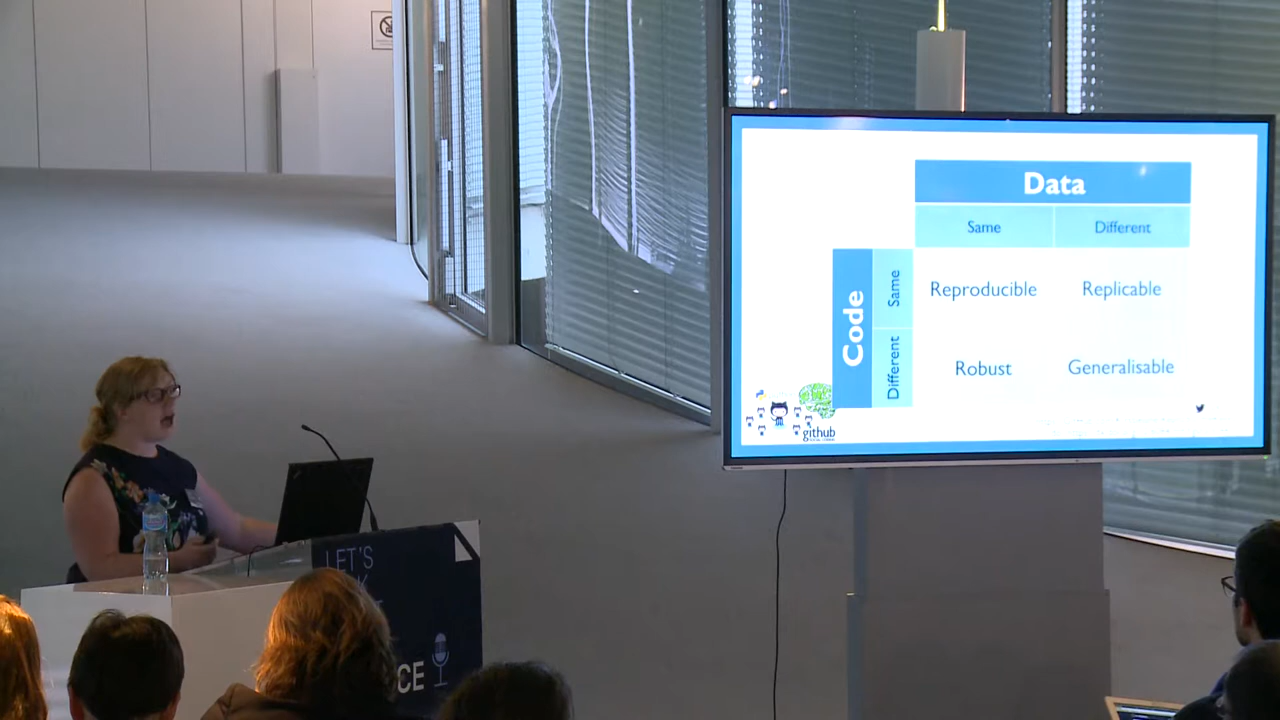 Data
Same
Different
Code
Same
Reproducible
Replicable
Different
Robust
Generalisable
github
LET'S
CE